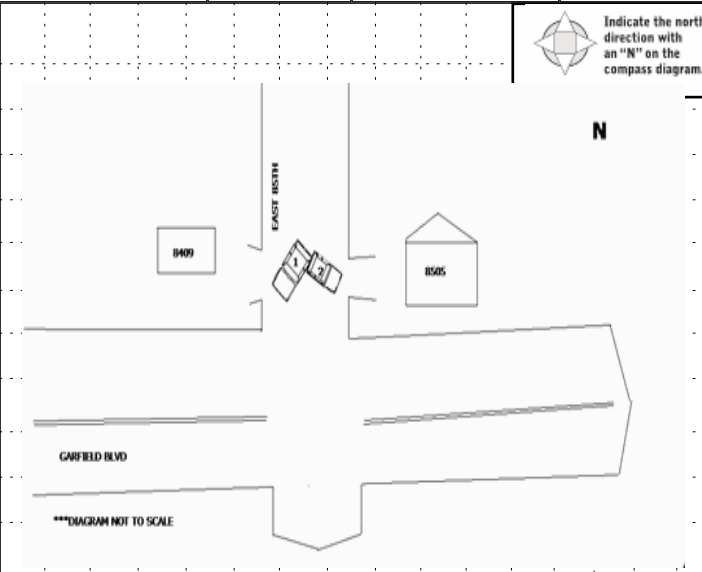 Indicate the north
direction with
an “N” on the
compass diagram.
N
EAST 85TH
8409
1
2
8505
GARFIELD BLVD
***DIAGRAM NOT TO SCALE